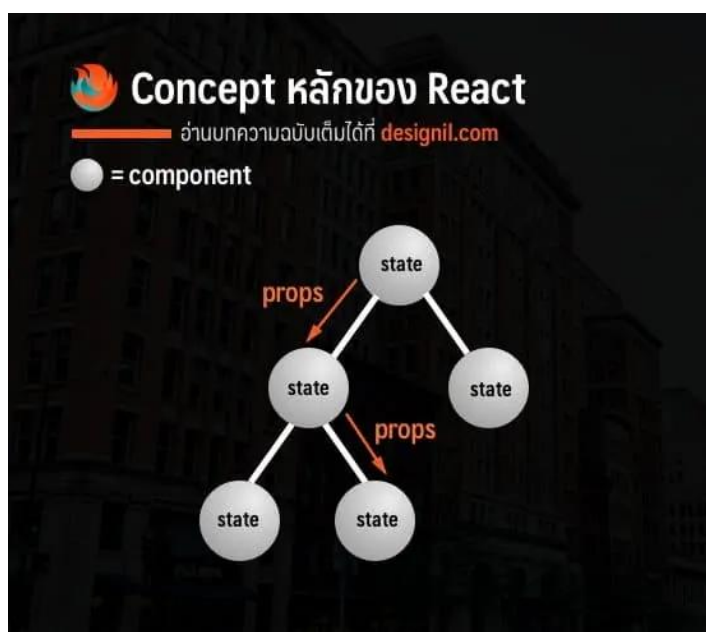 Concept หลักของ React
อ่านบทความฉบับเต็มได้ที่ designil.com
= component
state
props
state
state
props
state
state